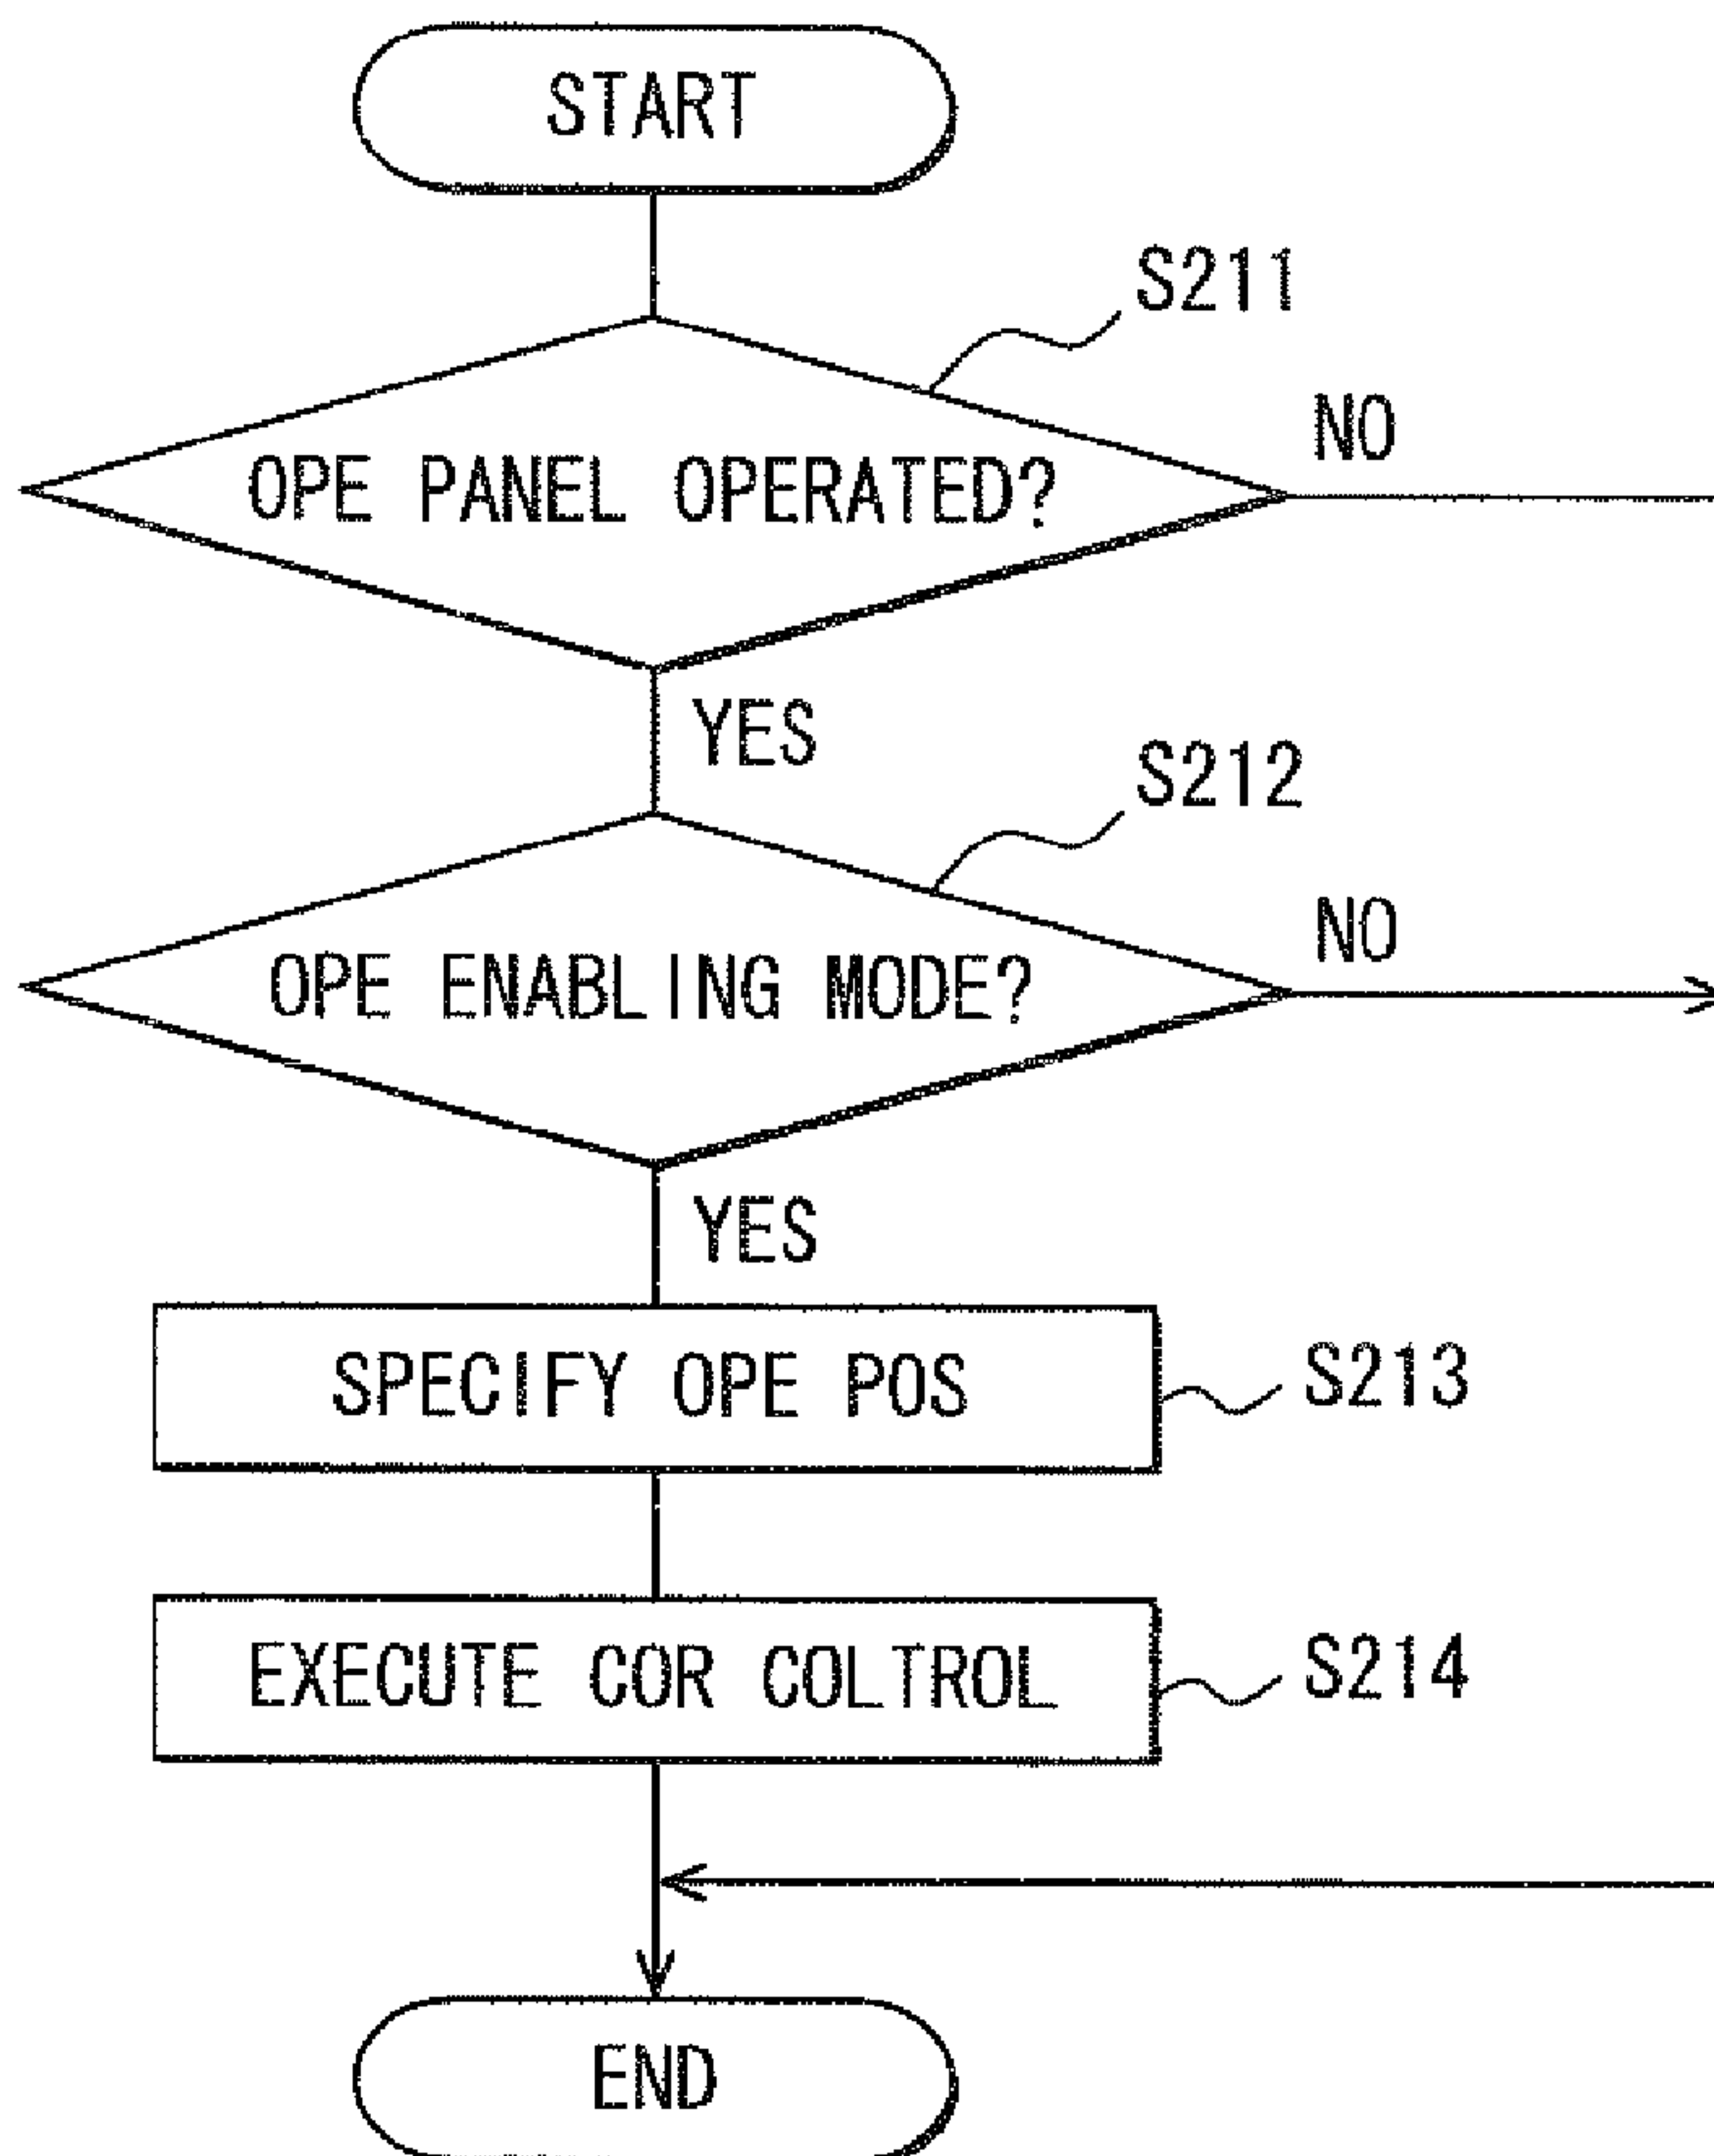 START
S211
NO
OPE PANEL OPERATED?
YES
S212
NO
OPE ENABLING MODE?
YES
SPECIFY OPE POS
S213
EXECUTE COR COLTROL
S214
END